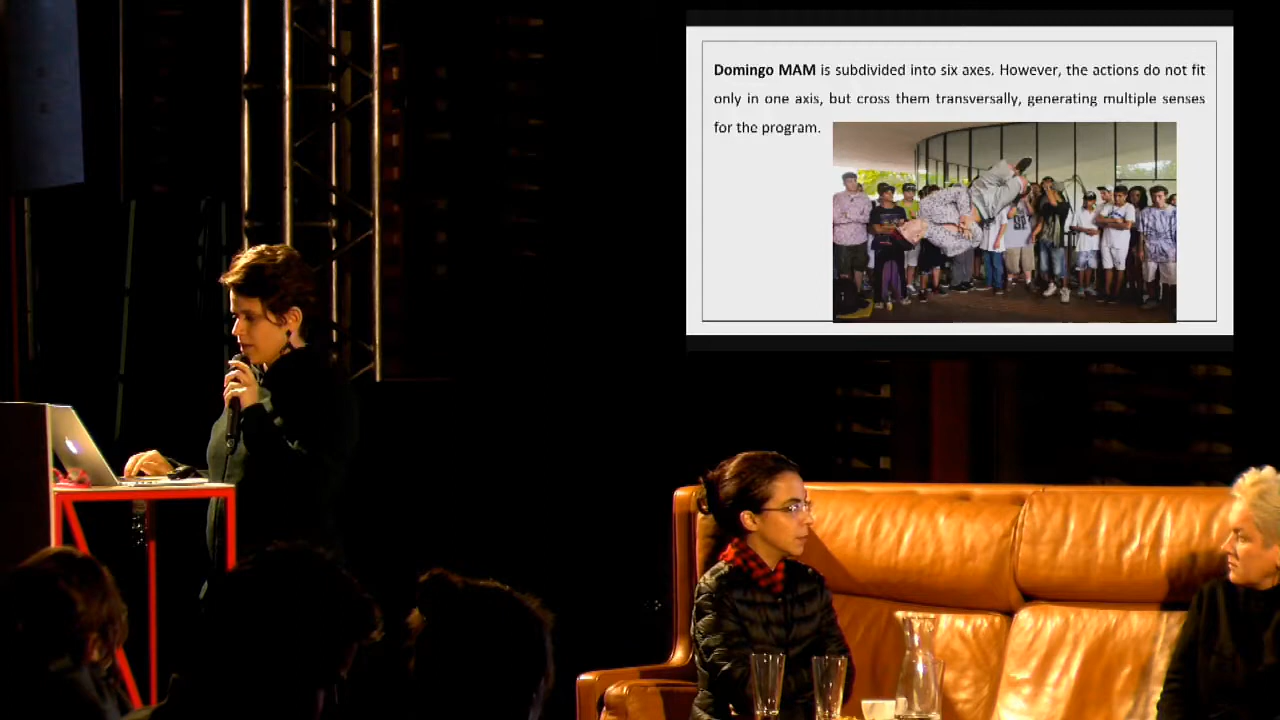 Domingo MAM is subdivided into six axes. However, the actions do not fit
only in one axis, but cross them transversally, generating multiple senses
for the program.
SP